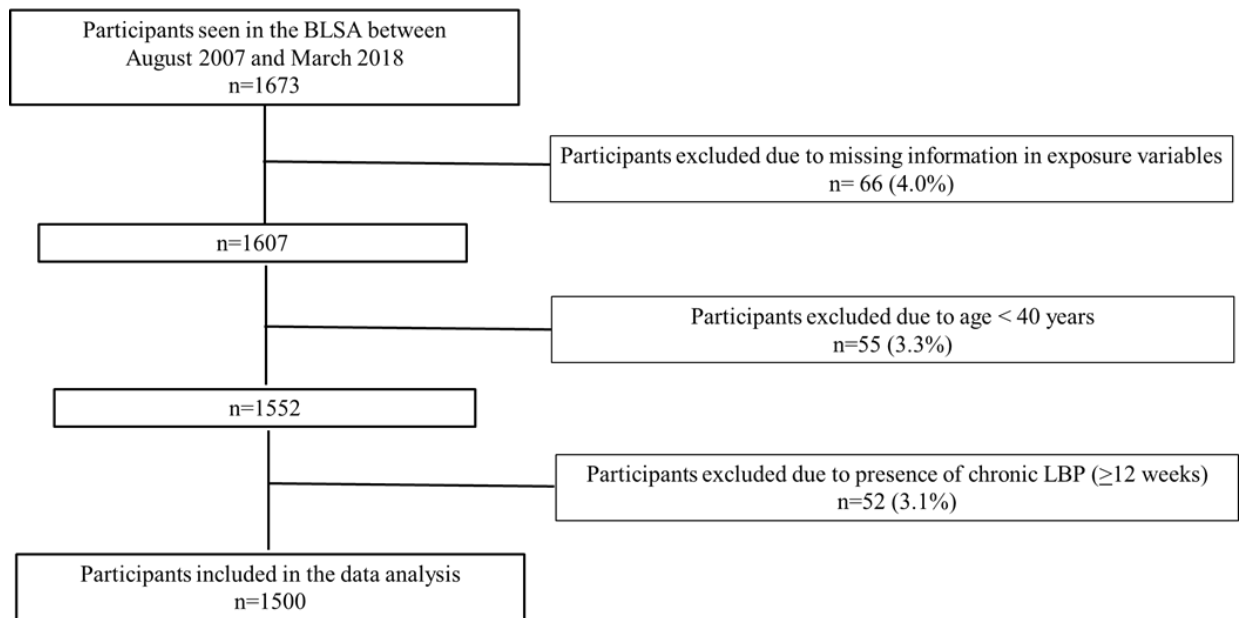 Participants seen in the BLSA between
August 2007 and March 2018
n=1673
Participants excluded due to missing information in exposure variables
n= 66 (4.0%)
n=1607
Participants excluded due to age < 40 years
n=55 (3.3%)
n=1552
Participants excluded due to presence of chronic LBP (≥12 weeks)
n=52 (3.1%)
Participants included in the data analysis
n=1500